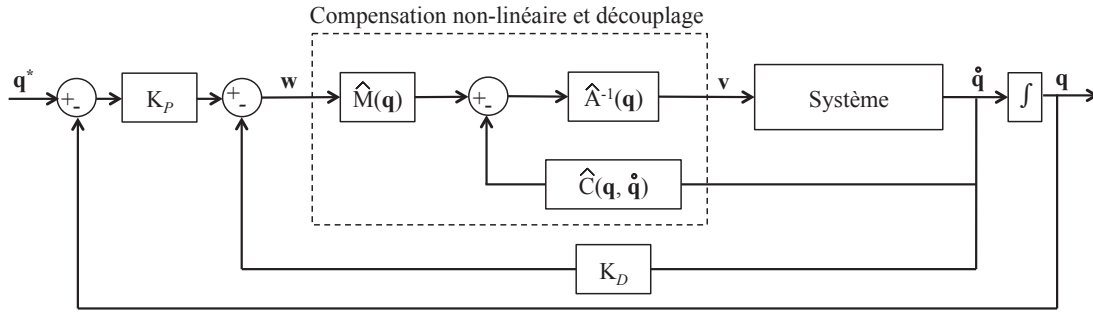 Compensation non-linéaire et découplage
q*
+
-
K_P
+
-
w
M̂(q)
+
-
Â⁻¹(q)
v
Système
q̊
∫
q
Ĉ(q, q̊)
K_D